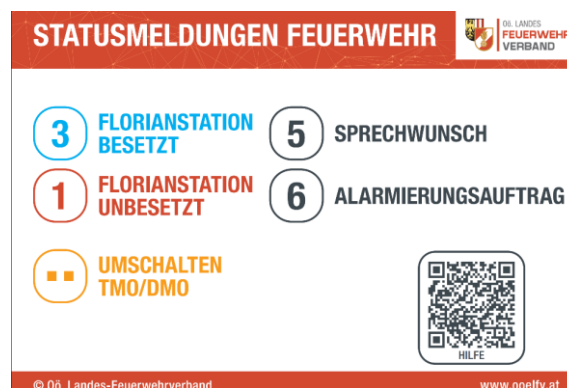 STATUSMELDUNGEN FEUERWEHR
OÖ. LANDES
FEUERWEHR
VERBAND
3 FLORIANSTATION
BESETZT
5 SPRECHWUNSCH
1 FLORIANSTATION
UNBESETZT
6 ALARMIERUNGSAUFTRAG
UMSCHALTEN
TMO/DMO
HILFE
© Oö. Landes-Feuerwehrverband
www.ooelfv.at